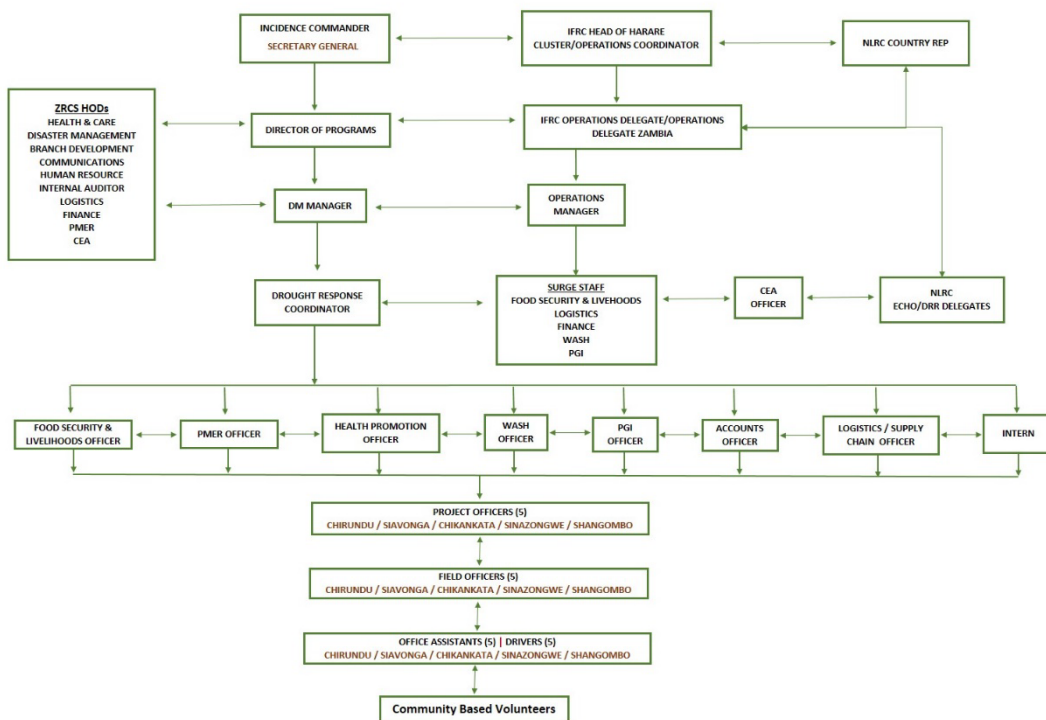 INCIDENCE COMMANDER
SECRETARY GENERAL
IFRC HEAD OF HARARE
CLUSTER/OPERATIONS COORDINATOR
NLRC COUNTRY REP
ZRCS HODs
HEALTH & CARE
DISASTER MANAGEMENT
BRANCH DEVELOPMENT
COMMUNICATIONS
HUMAN RESOURCE
INTERNAL AUDITOR
LOGISTICS
FINANCE
PMER
CEA
DIRECTOR OF PROGRAMS
IFRC OPERATIONS DELEGATE/OPERATIONS
DELEGATE ZAMBIA
DM MANAGER
OPERATIONS
MANAGER
DROUGHT RESPONSE
COORDINATOR
SURGE STAFF
FOOD SECURITY & LIVEHOODS
LOGISTICS
FINANCE
WASH
PGI
CEA
OFFICER
NLRC
ECHO/DRR DELEGATES
FOOD SECURITY &
LIVELIHOODS OFFICER
PMER OFFICER
HEALTH PROMOTION
OFFICER
WASH
OFFICER
PGI
OFFICER
ACCOUNTS
OFFICER
LOGISTICS / SUPPLY
CHAIN OFFICER
INTERN
PROJECT OFFICERS (5)
CHIRUNDU / SIAVONGA / CHIKANKATA / SINAZONGWE / SHANGOMBO
FIELD OFFICERS (5)
CHIRUNDU / SIAVONGA / CHIKANKATA / SINAZONGWE / SHANGOMBO
OFFICE ASSISTANTS (5) | DRIVERS (5)
CHIRUNDU / SIAVONGA / CHIKANKATA / SINAZONGWE / SHANGOMBO
Community Based Volunteers